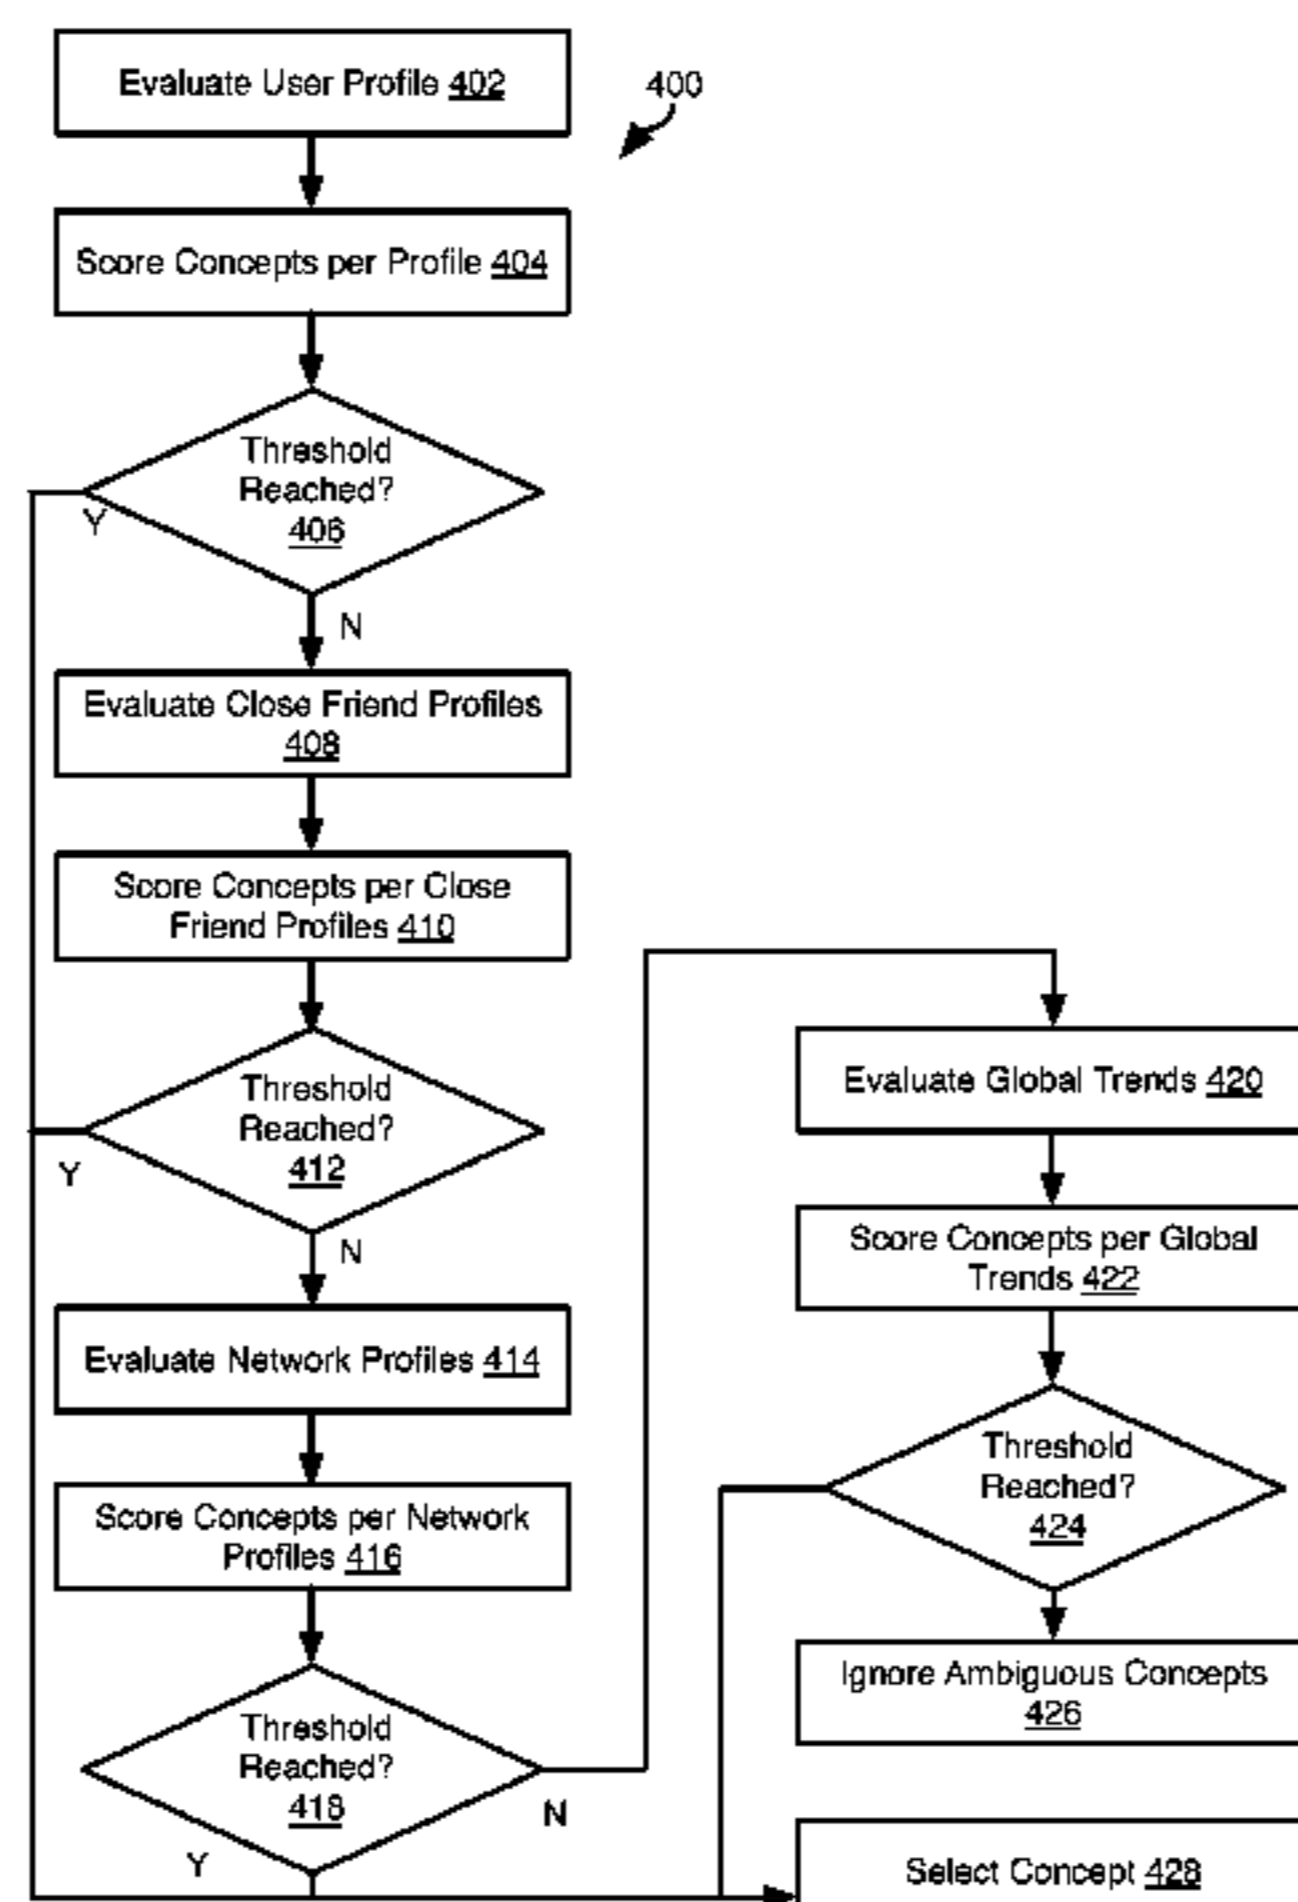 Evaluate User Profile 402
400
Score Concepts per Profile 404
Threshold
Reached?
406
Y
N
Evaluate Close Friend Profiles
408
Score Concepts per Close
Friend Profiles 410
Threshold
Reached?
412
Y
N
Evaluate Network Profiles 414
Score Concepts per Network
Profiles 416
Threshold
Reached?
418
Y
N
Evaluate Global Trends 420
Score Concepts per Global
Trends 422
Threshold
Reached?
424
Ignore Ambiguous Concepts
426
Select Concept 428